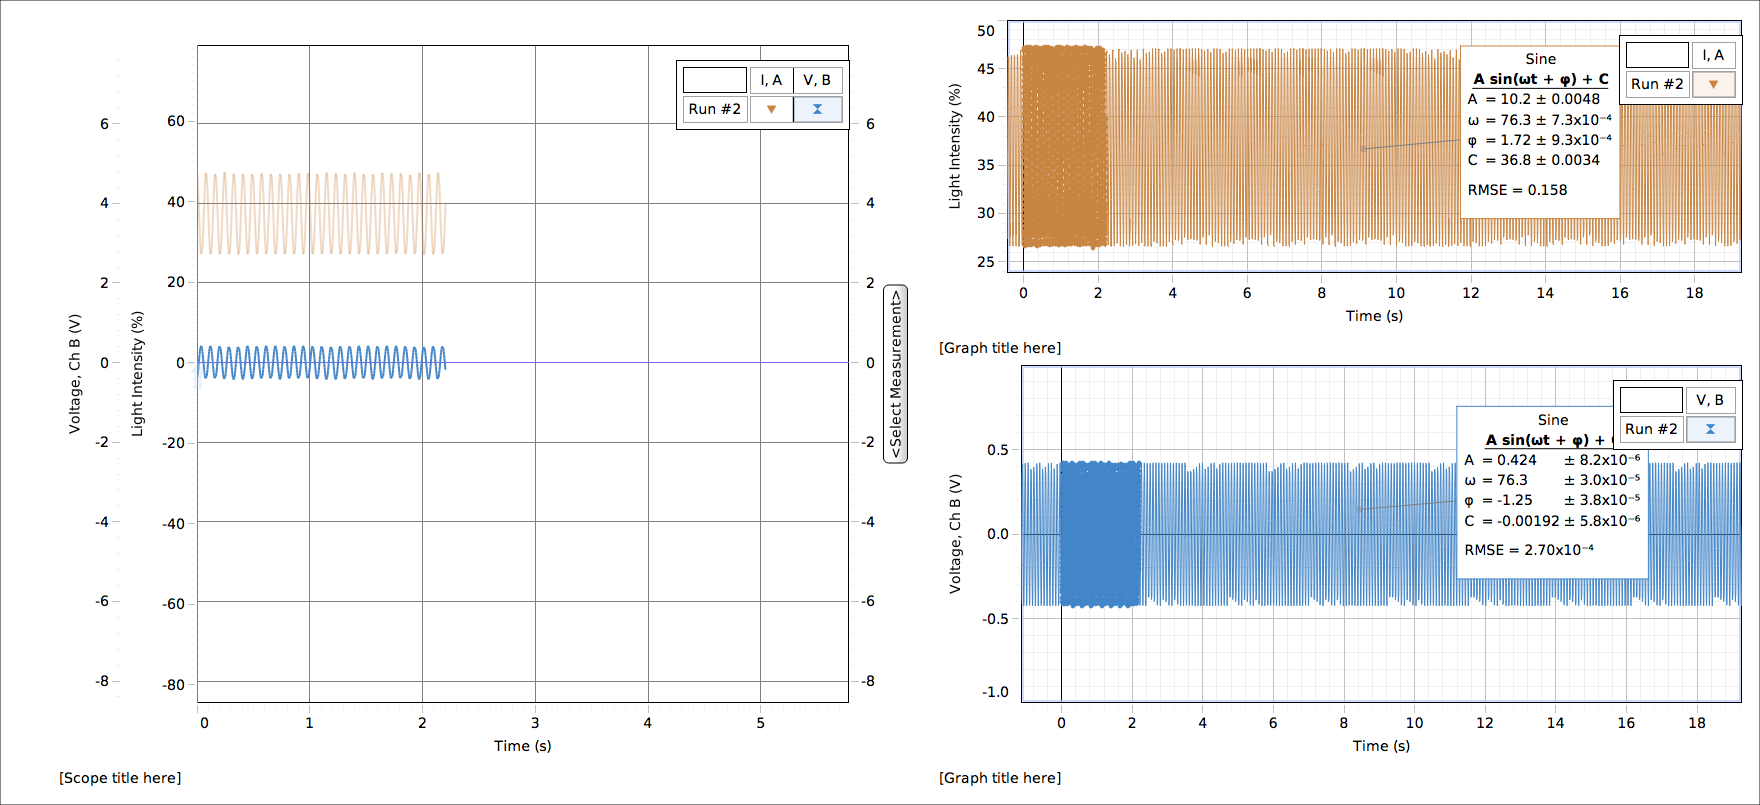 I, A V, B
Run #2
6 60 6
4 40 4
2 20 2
0 0 0
-2 -20 -2
-4 -40 -4
-6 -60 -6
-8 -80 -8
Voltage, Ch B (V)
Light Intensity (%)
<Select Measurement>
0 1 2 3 4 5
Time (s)
[Scope title here]
50
45
40
35
30
25
Light Intensity (%)
I, A
Run #2
Sine
A sin(ωt + φ) + C
A = 10.2 ± 0.0048
ω = 76.3 ± 7.3x10⁻⁴
φ = 1.72 ± 9.3x10⁻⁴
C = 36.8 ± 0.0034
RMSE = 0.158
0 2 4 6 8 10 12 14 16 18
Time (s)
[Graph title here]
0.5
0.0
-0.5
-1.0
Voltage, Ch B (V)
V, B
Run #2
Sine
A sin(ωt + φ) +
A = 0.424 ± 8.2x10⁻⁶
ω = 76.3 ± 3.0x10⁻⁵
φ = -1.25 ± 3.8x10⁻⁵
C = -0.00192 ± 5.8x10⁻⁶
RMSE = 2.70x10⁻⁴
0 2 4 6 8 10 12 14 16 18
Time (s)
[Graph title here]